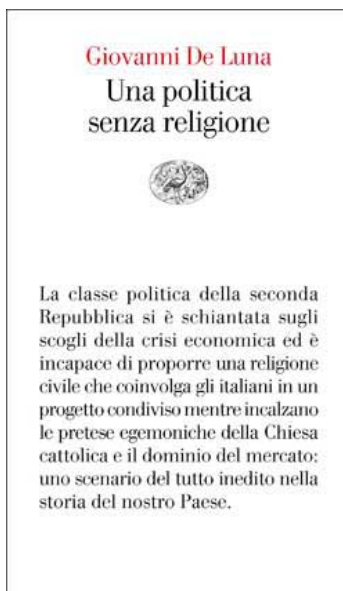 Giovanni De Luna
Una politica
senza religione
La classe politica della seconda
Repubblica si è schiantata sugli
scogli della crisi economica ed è
incapace di proporre una religione
civile che coinvolga gli italiani in un
progetto condiviso mentre incalzano
le pretese egemoniche della Chiesa
cattolica e il dominio del mercato:
uno scenario del tutto inedito nella
storia del nostro Paese.